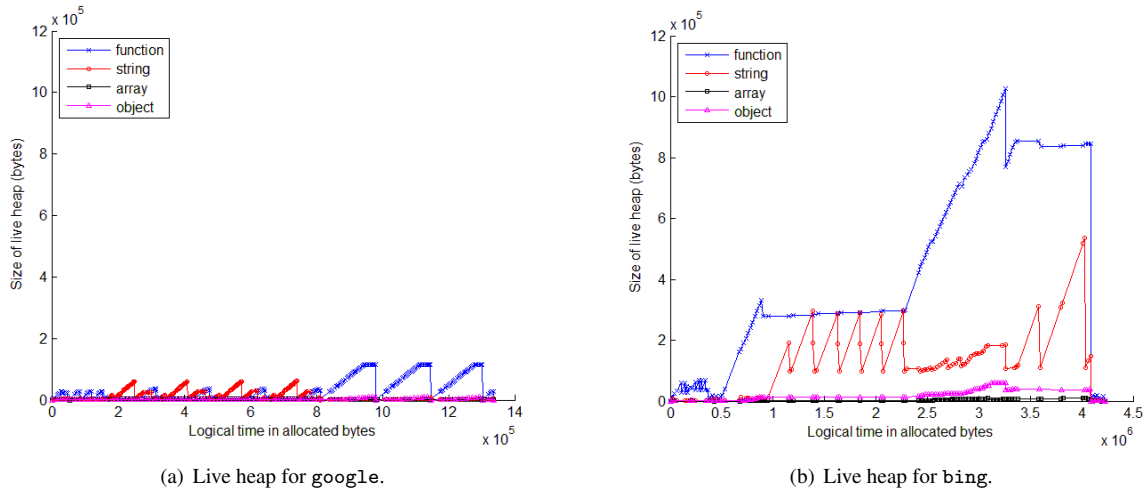 x 10^5
12
10
8
6
4
2
0
Size of live heap (bytes)
function
string
array
object
0 2 4 6 8 10 12 14
Logical time in allocated bytes
x 10^5
(a) Live heap for google.
x 10^5
12
10
8
6
4
2
0
Size of live heap (bytes)
function
string
array
object
0 0.5 1 1.5 2 2.5 3 3.5 4 4.5
Logical time in allocated bytes
x 10^6
(b) Live heap for bing.